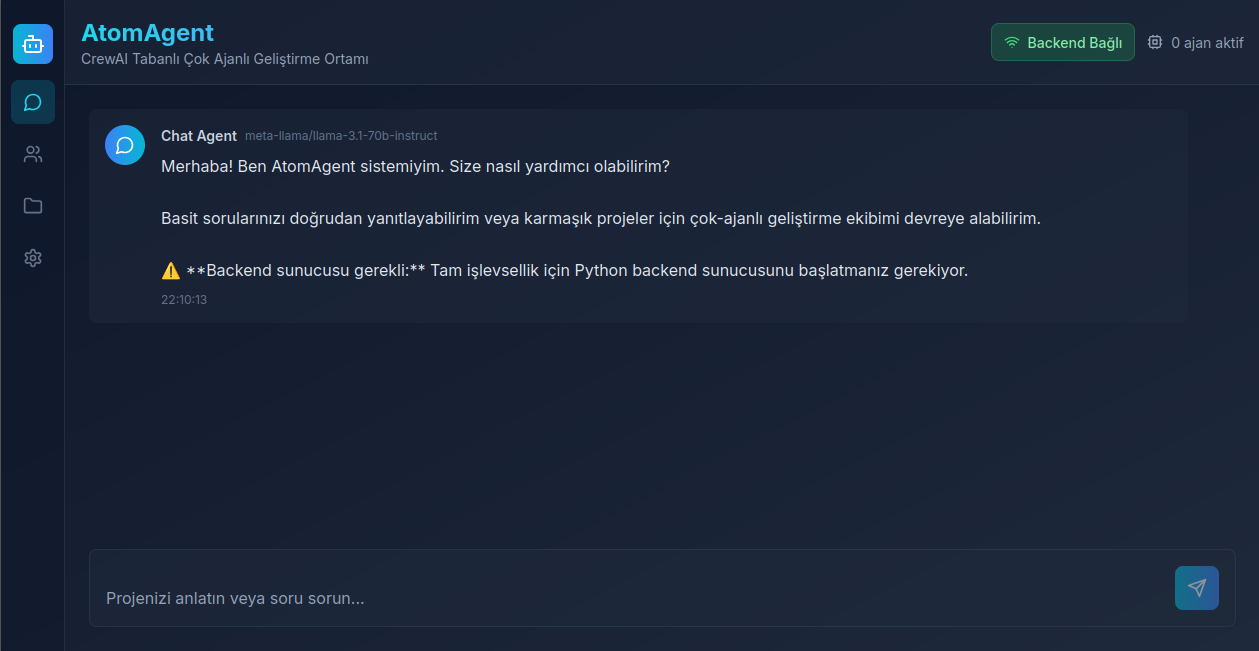 AtomAgent
CrewAI Tabanlı Çok Ajanlı Geliştirme Ortamı
Backend Bağlı
0 ajan aktif
Chat Agent meta-llama/llama-3.1-70b-instruct
Merhaba! Ben AtomAgent sistemiyim. Size nasıl yardımcı olabilirim?
Basit sorularınızı doğrudan yanıtlayabilirim veya karmaşık projeler için çok-ajanlı geliştirme ekibimi devreye alabilirim.
⚠️ **Backend sunucusu gerekli:** Tam işlevsellik için Python backend sunucusunu başlatmanız gerekiyor.
22:10:13
Projenizi anlatın veya soru sorun...